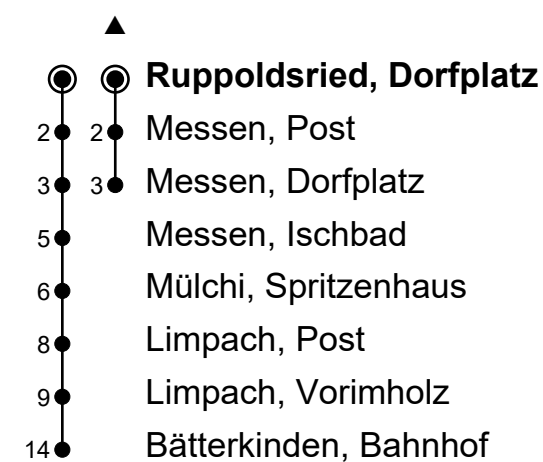 ▲
Ruppoldsried, Dorfplatz
2 2 Messen, Post
3 3 Messen, Dorfplatz
5 Messen, Ischbad
6 Mülchi, Spritzenhaus
8 Limpach, Post
9 Limpach, Vorimholz
14 Bätterkinden, Bahnhof